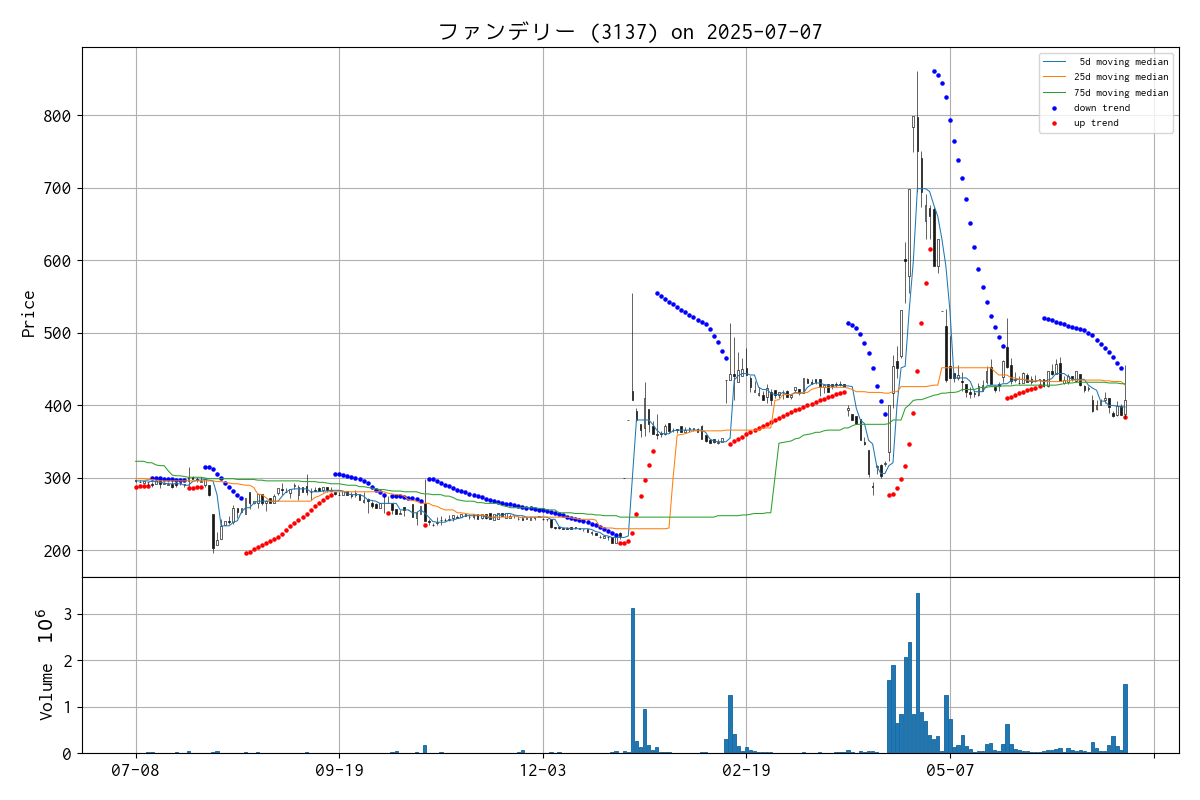 ファンデリー (3137) on 2025-07-07
5d moving median
25d moving median
75d moving median
down trend
up trend
Price
800
700
600
500
400
300
200
Volume 10^6
3
2
1
0
07-08
09-19
12-03
02-19
05-07